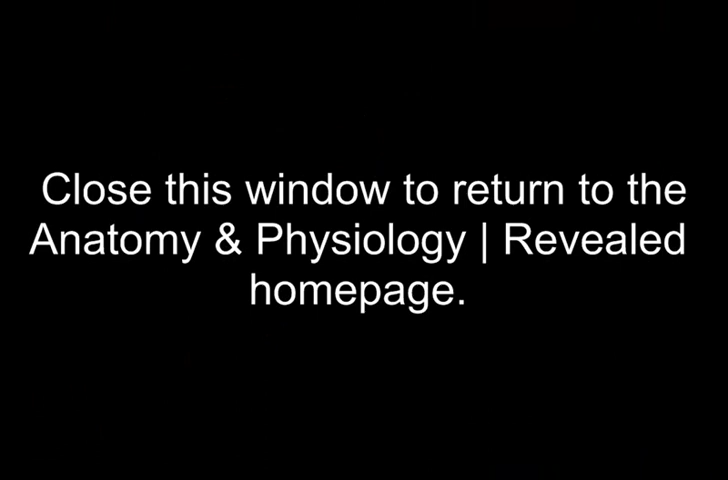 Close this window to return to the
Anatomy & Physiology | Revealed
homepage.